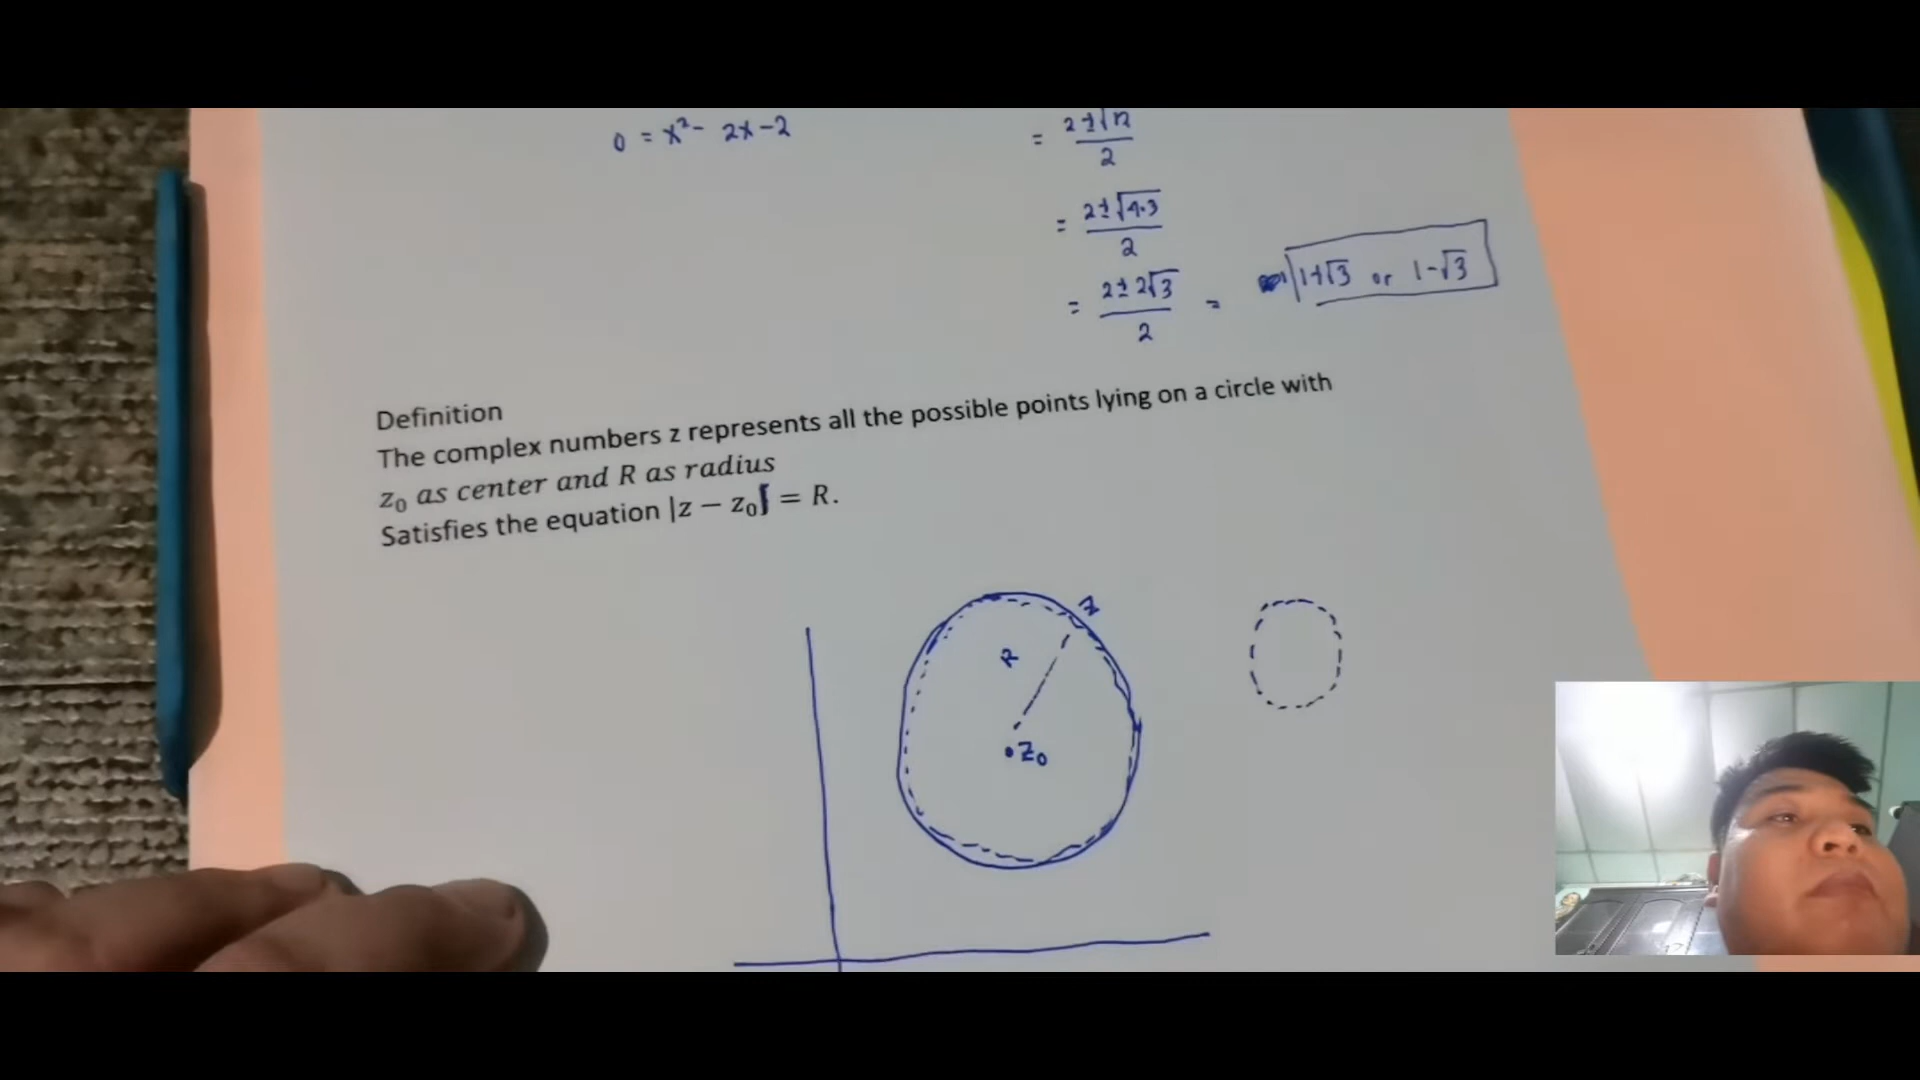 0 = x² - 2x - 2
= 2±√12 / 2
= 2±√4·3 / 2
= 2±2√3 / 2 = 1+√3 or 1-√3
Definition
The complex numbers z represents all the possible points lying on a circle with
z₀ as center and R as radius
Satisfies the equation |z − z₀| = R.
z
R
z₀